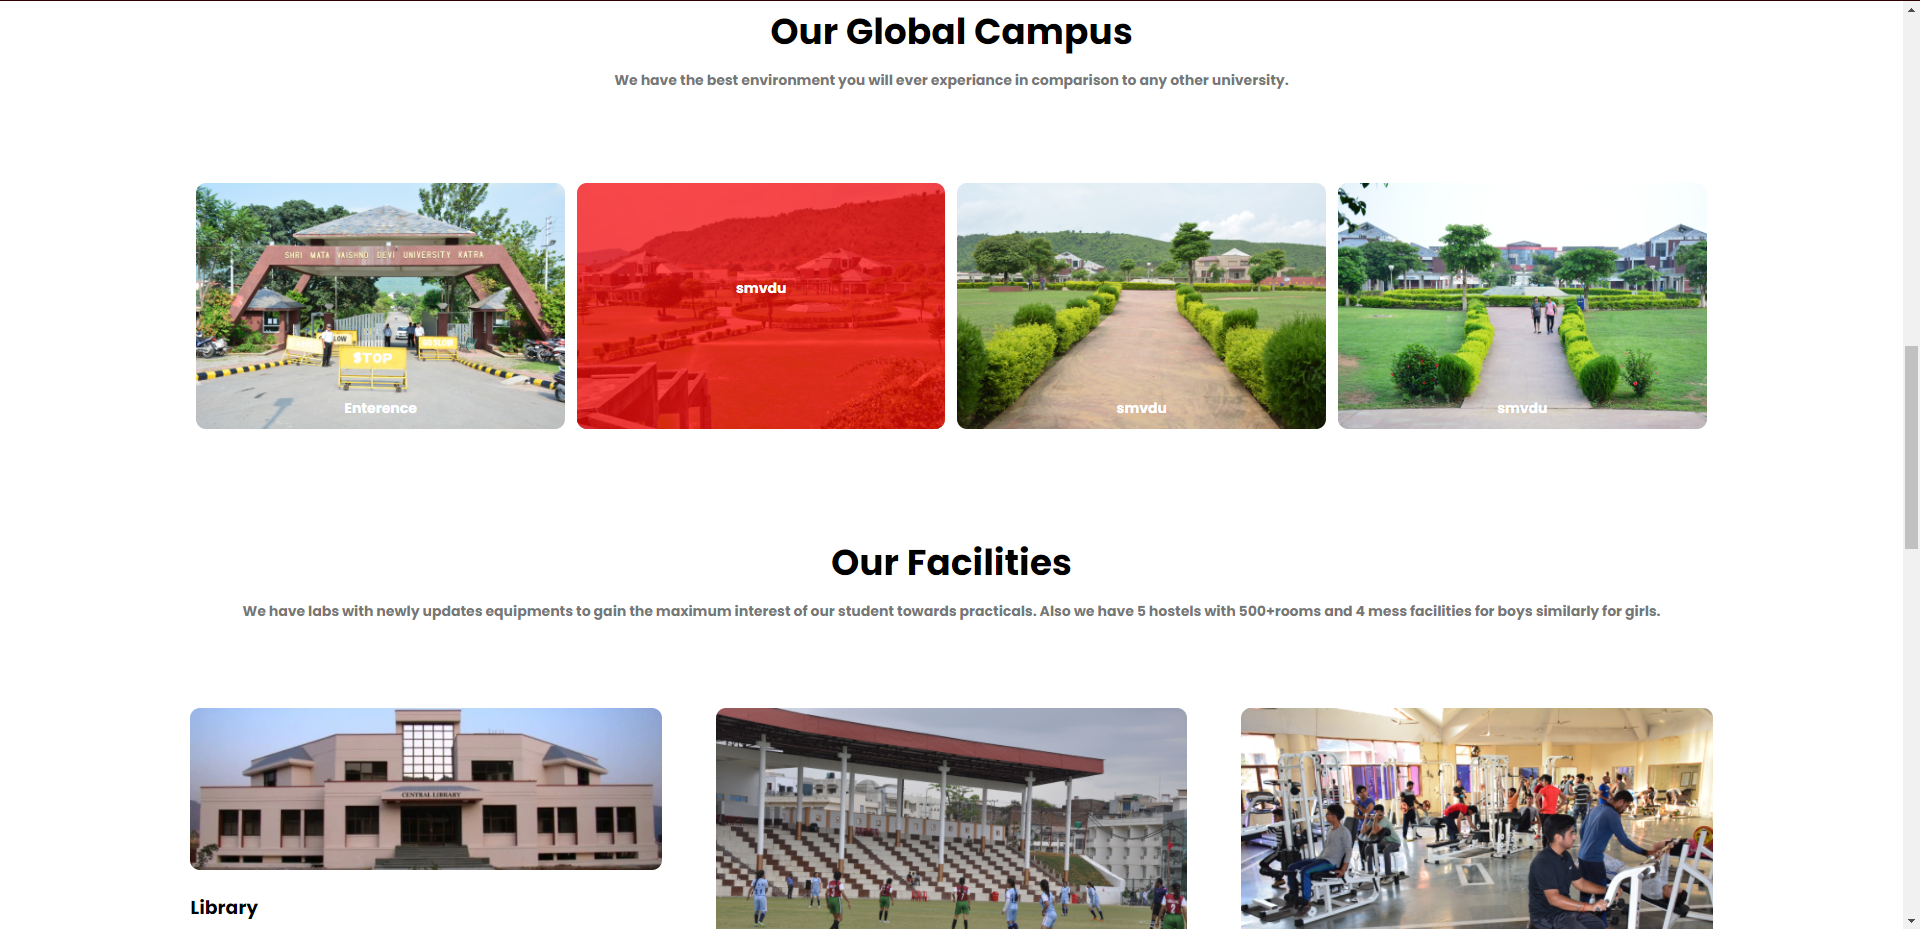 Our Global Campus
We have the best environment you will ever experiance in comparison to any other university.
SHRI MATA VAISHNO DEVI UNIVERSITY KATRA
SLOW
GO SLOW
STOP
Enterence
smvdu
smvdu
smvdu
Our Facilities
We have labs with newly updates equipments to gain the maximum interest of our student towards practicals. Also we have 5 hostels with 500+rooms and 4 mess facilities for boys similarly for girls.
CENTRAL LIBRARY
Library